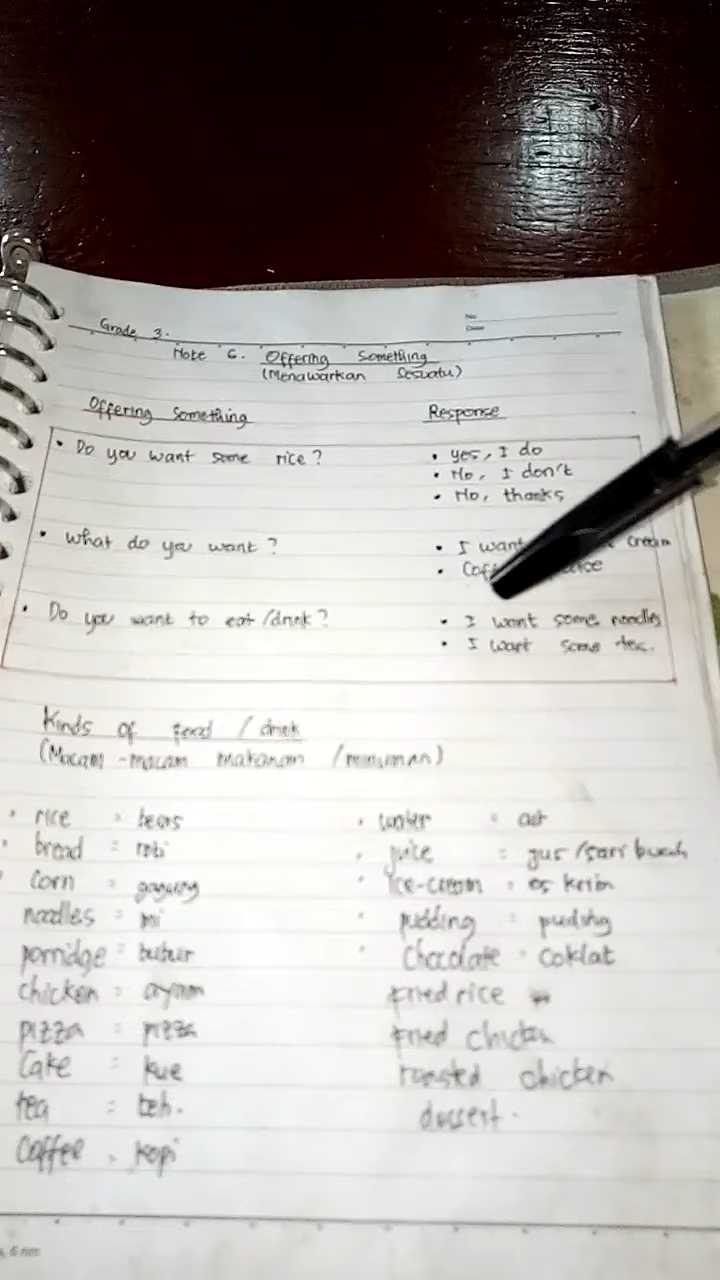 No
Date
Grade 3.
Note 6. Offering Something
(Menawarkan Sesuatu)
Offering Something
Response
• Do you want some rice?
• Yes, I do
• No, I don't
• No, thanks
• What do you want?
• I want cream
•
• Do you want to eat/drink?
• I want some noodles
• I want some tea.
Kinds of food / drink
(Macam-macam makanan / minuman)
• rice : beras
• water : air
• bread : roti
• juice : jus / sari buah
• corn : jagung
• ice-cream : es krim
noodles : mi
• pudding : puding
porridge : bubur
• Chocolate : Coklat
chicken : ayam
fried rice
pizza : pizza
fried chicken
Cake : kue
roasted chicken
tea : teh.
dessert.
Coffee : kopi